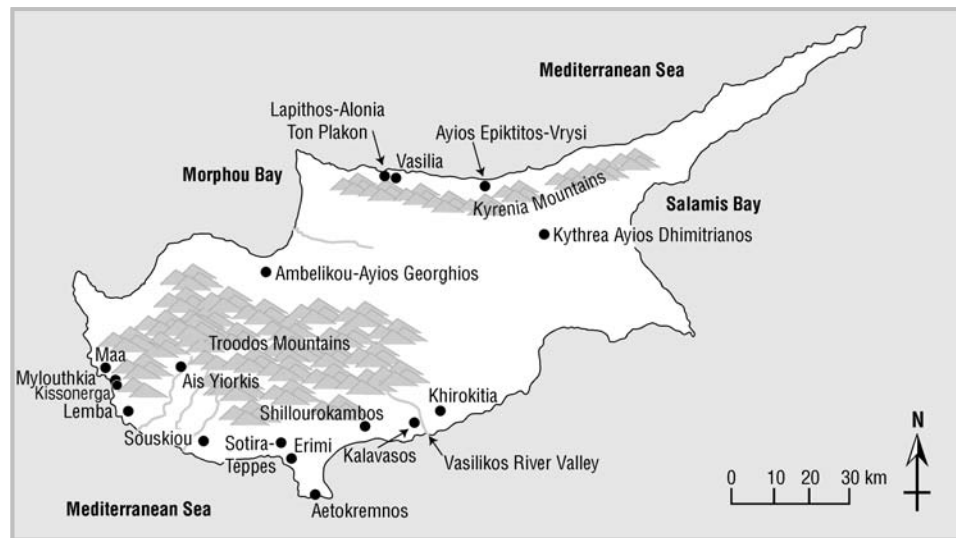 Mediterranean Sea
Lapithos-Alonia
Ton Plakon
Ayios Epiktitos-Vrysi
Vasilia
Morphou Bay
Kyrenia Mountains
Salamis Bay
Kythrea Ayios Dhimitrianos
Ambelikou-Ayios Georghios
Troodos Mountains
Maa
Mylouthkia
Ais Yiorkis
Kissonerga
Lemba
Khirokitia
Shillourokambos
Souskiou
Sotira-
Teppes
Erimi
Kalavasos
Vasilikos River Valley
N
0 10 20 30 km
Mediterranean Sea
Aetokremnos